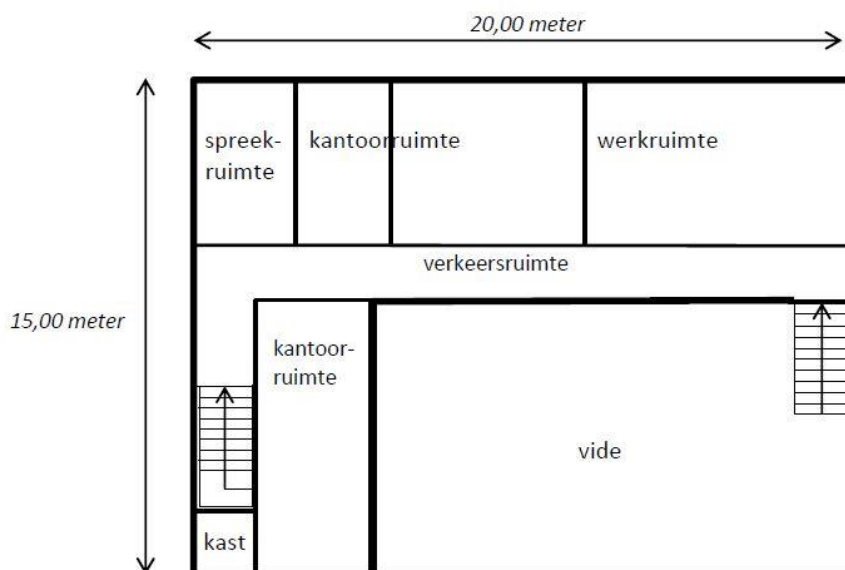 20,00 meter
spreek-
ruimte
kantoorruimte
werkruimte
verkeersruimte
15,00 meter
kantoor-
ruimte
vide
kast